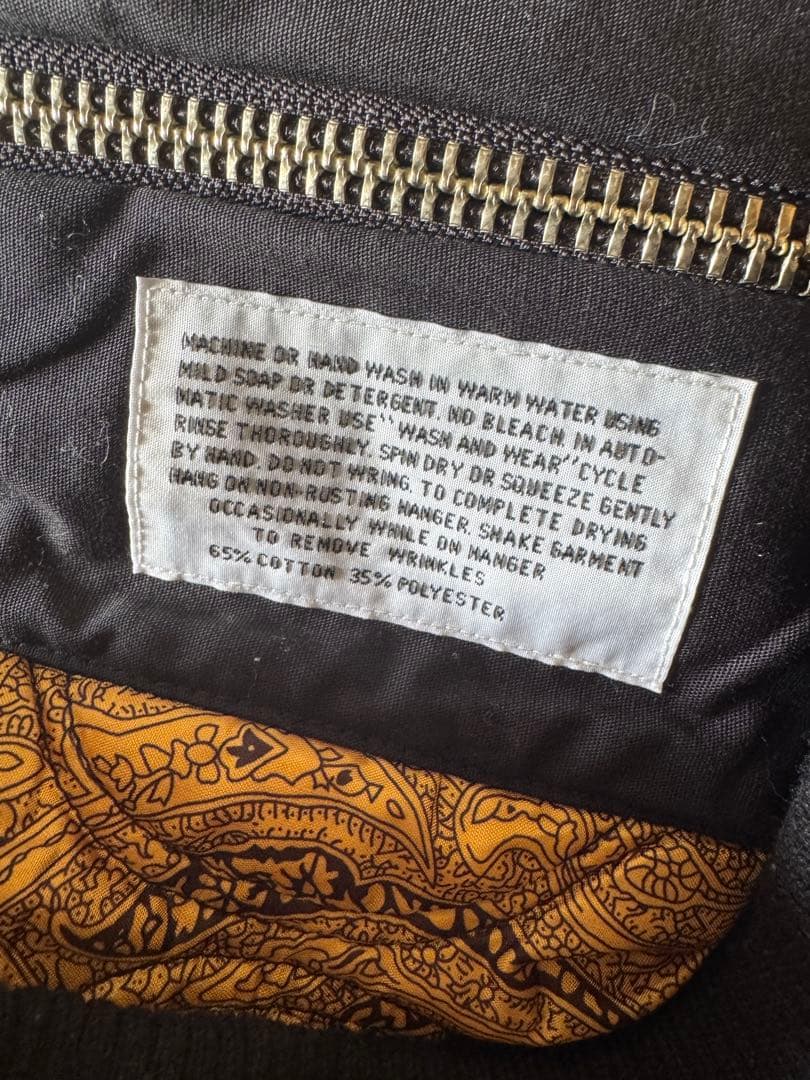 MACHINE OR HAND WASH IN WARM WATER USING
MILD SOAP OR DETERGENT. NO BLEACH. IN AUTO-
MATIC WASHER USE "WASH AND WEAR" CYCLE
RINSE THOROUGHLY. SPIN DRY OR SQUEEZE GENTLY
BY HAND. DO NOT WRING. TO COMPLETE DRYING
HANG ON NON-RUSTING HANGER. SHAKE GARMENT
OCCASIONALLY WHILE ON HANGER
TO REMOVE WRINKLES
65% COTTON 35% POLYESTER